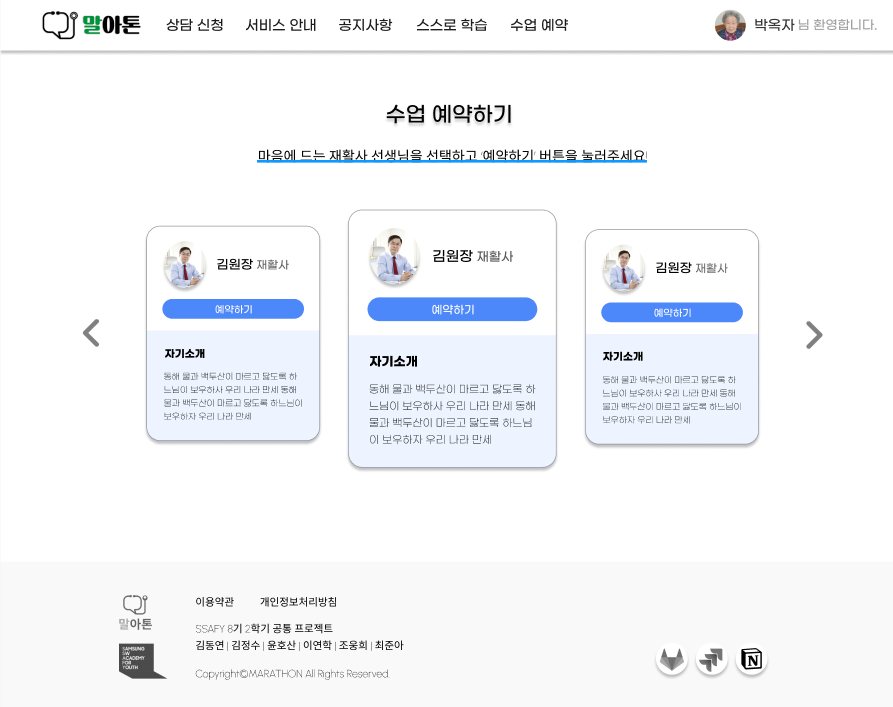 말아톤 상담 신청 서비스 안내 공지사항 스스로 학습 수업 예약 박옥자 님 환영합니다.
수업 예약하기
마음에 드는 재활사 선생님을 선택하고 '예약하기' 버튼을 눌러주세요!
김원장 재활사
예약하기
자기소개
동해 물과 백두산이 마르고 닳도록 하
느님이 보우하사 우리 나라 만세 동해
물과 백두산이 마르고 닳도록 하느님이
보우하자 우리 나라 만세
김원장 재활사
예약하기
자기소개
동해 물과 백두산이 마르고 닳도록 하
느님이 보우하사 우리 나라 만세 동해
물과 백두산이 마르고 닳도록 하느님
이 보우하자 우리 나라 만세
김원장 재활사
예약하기
자기소개
동해 물과 백두산이 마르고 닳도록 하
느님이 보우하사 우리 나라 만세 동해
물과 백두산이 마르고 닳도록 하느님이
보우하자 우리 나라 만세
말아톤
이용약관 개인정보처리방침
SSAFY 8기 2학기 공통 프로젝트
김동연 | 김정수 | 윤호산 | 이연학 | 조웅희 | 최준아
Copyright©MARATHON All Rights Reserved.
SAMSUNG
SW
ACADEMY
FOR
YOUTH